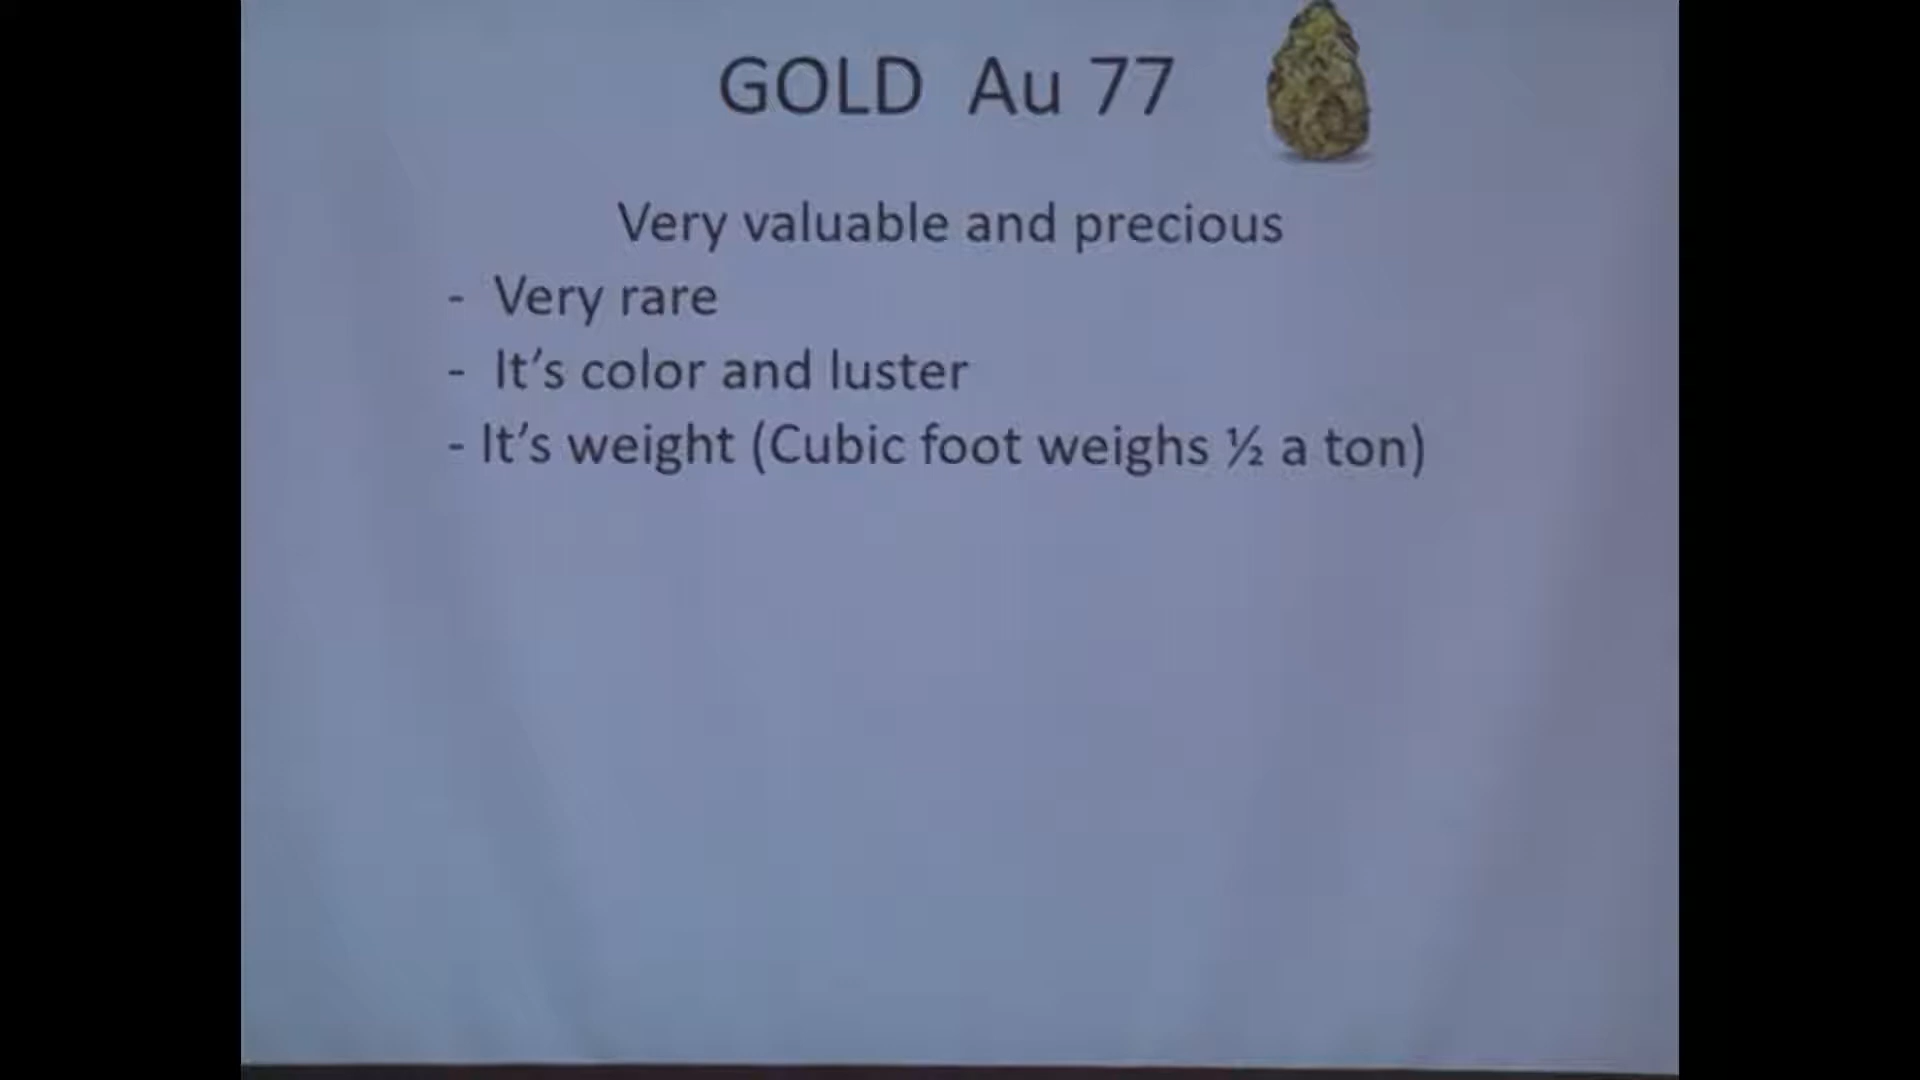 GOLD Au 77
Very valuable and precious
- Very rare
- It's color and luster
- It's weight (Cubic foot weighs ½ a ton)